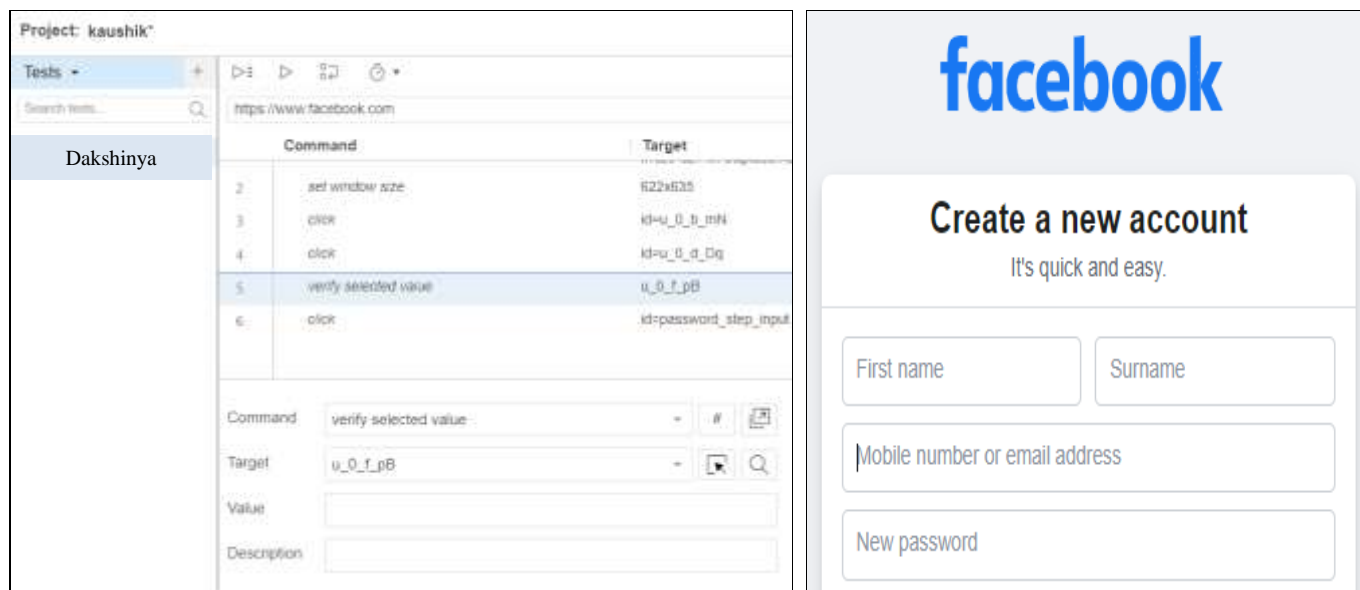 Project: kaushik*
Tests
Search tests...
Dakshinya
https://www.facebook.com
Command Target
2 set window size 622x635
3 click id=u_0_b_mN
4 click id=u_0_d_Dg
5 verify selected value u_0_f_pB
6 click id=password_step_input
Command verify selected value #
Target u_0_f_pB
Value
Description
facebook
Create a new account
It's quick and easy.
First name Surname
Mobile number or email address
New password